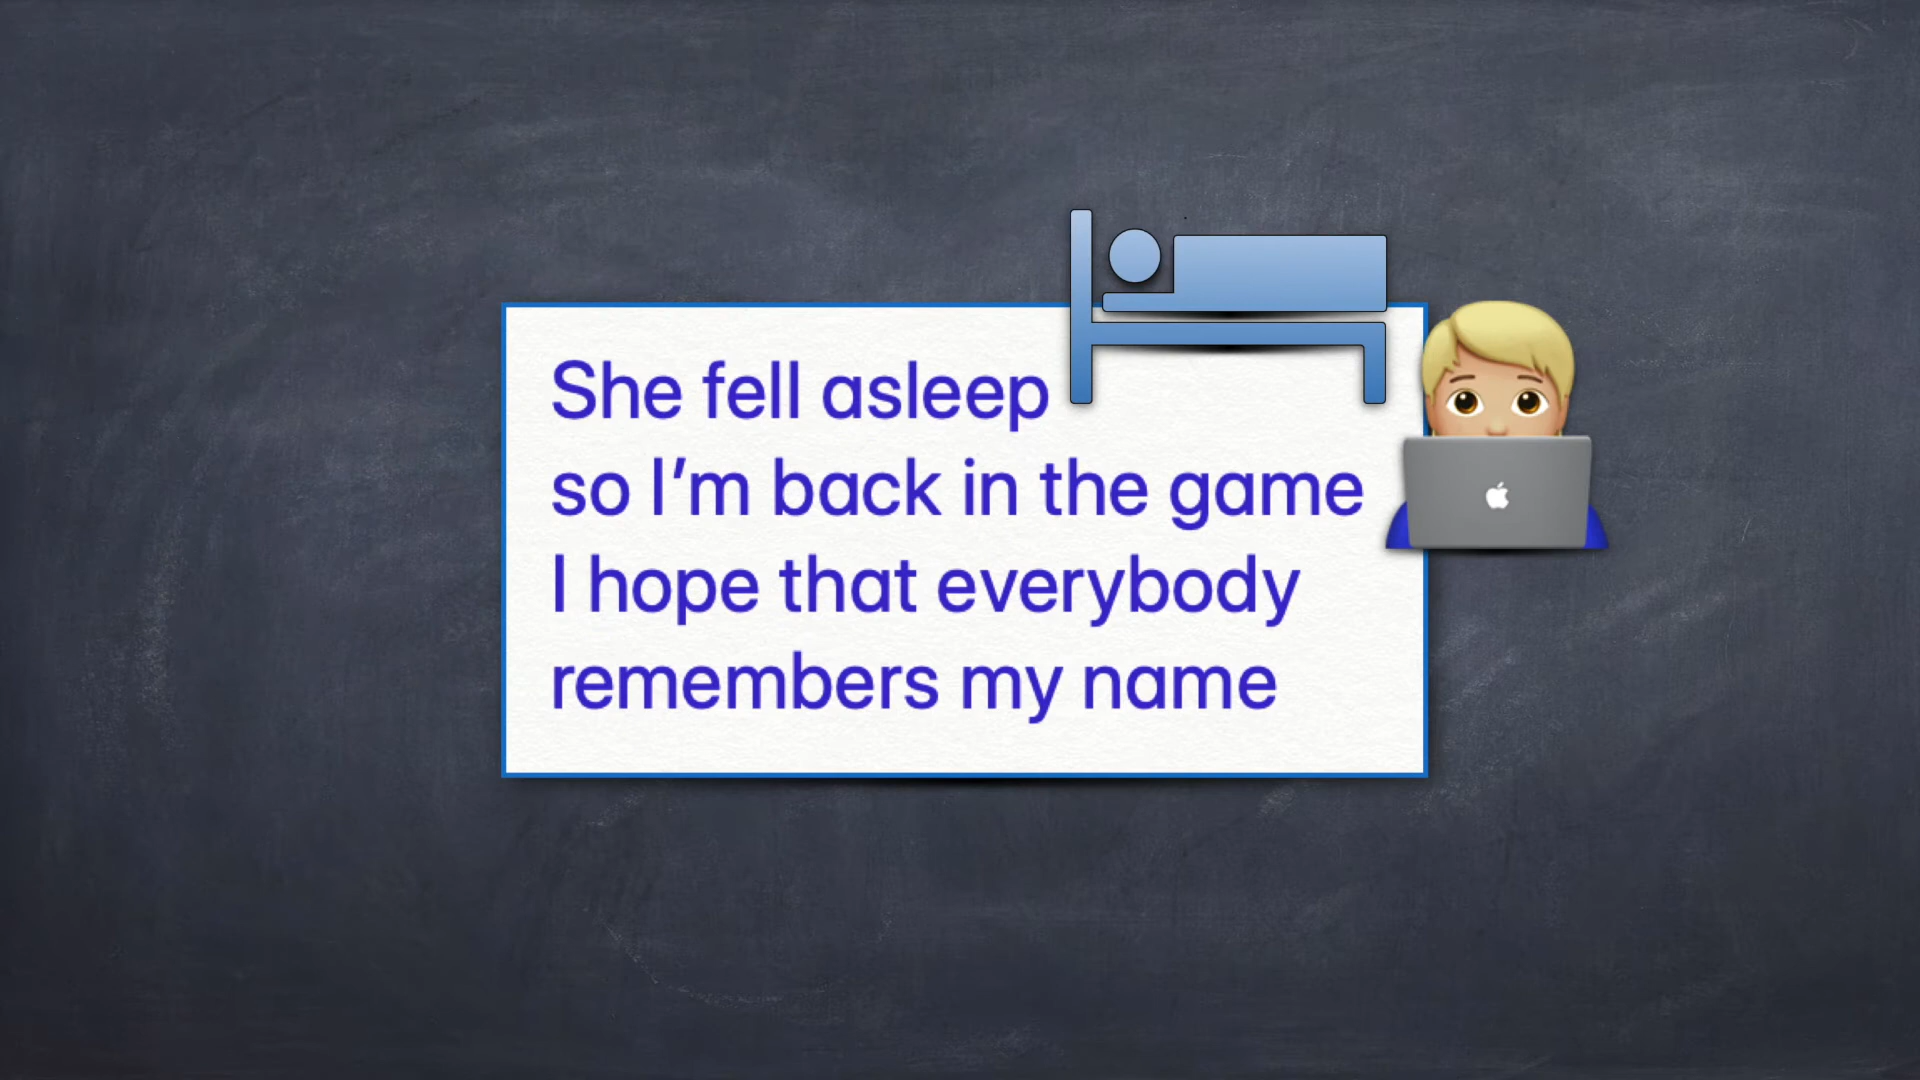 She fell asleep
so I'm back in the game
I hope that everybody
remembers my name